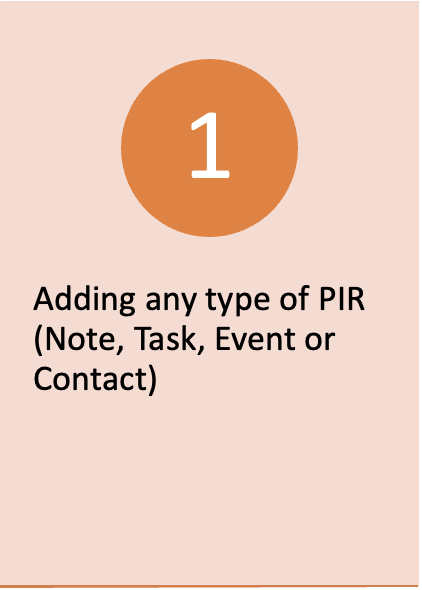 1
Adding any type of PIR
(Note, Task, Event or
Contact)